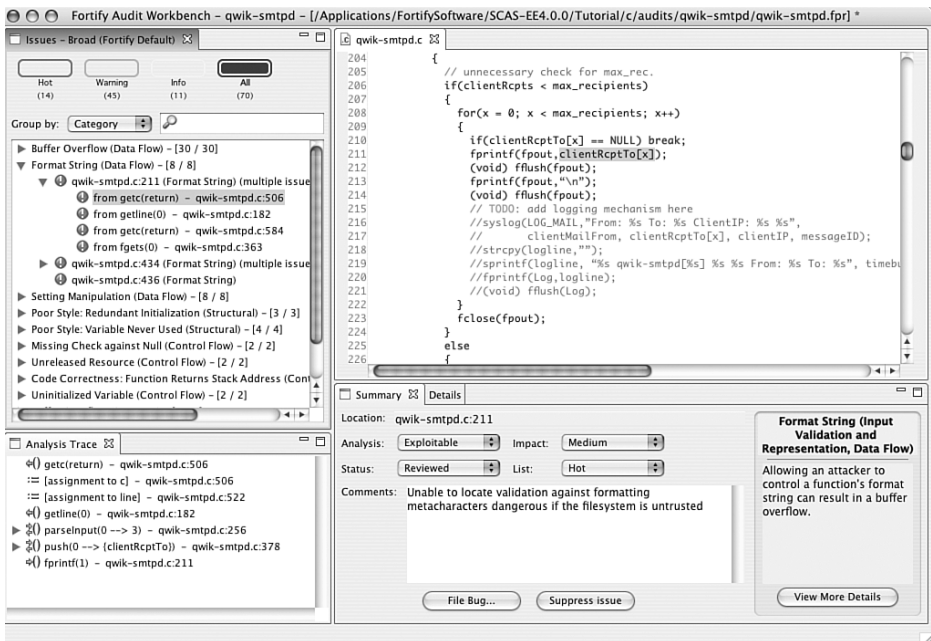 Fortify Audit Workbench – qwik-smtpd – [/Applications/FortifySoftware/SCAS-EE4.0.0/Tutorial/c/audits/qwik-smtpd/qwik-smtpd.fpr] *
Issues – Broad (Fortify Default)
Hot Warning Info All
(14) (45) (11) (70)
Group by: Category
Buffer Overflow (Data Flow) – [30 / 30]
Format String (Data Flow) – [8 / 8]
qwik-smtpd.c:211 (Format String) (multiple issue
from getc(return) – qwik-smtpd.c:506
from getline(0) – qwik-smtpd.c:182
from getc(return) – qwik-smtpd.c:584
from fgets(0) – qwik-smtpd.c:363
qwik-smtpd.c:434 (Format String) (multiple issue
qwik-smtpd.c:436 (Format String)
Setting Manipulation (Data Flow) – [8 / 8]
Poor Style: Redundant Initialization (Structural) – [3 / 3]
Poor Style: Variable Never Used (Structural) – [4 / 4]
Missing Check against Null (Control Flow) – [2 / 2]
Unreleased Resource (Control Flow) – [2 / 2]
Code Correctness: Function Returns Stack Address (Cont
Uninitialized Variable (Control Flow) – [2 / 2]
Analysis Trace
getc(return) – qwik-smtpd.c:506
:= [assignment to c] – qwik-smtpd.c:506
:= [assignment to line] – qwik-smtpd.c:522
getline(0) – qwik-smtpd.c:182
parseInput(0 --> 3) – qwik-smtpd.c:256
push(0 --> {clientRcptTo}) – qwik-smtpd.c:378
fprintf(1) – qwik-smtpd.c:211
qwik-smtpd.c
204 {
205 // unnecessary check for max_rec.
206 if(clientRcpts < max_recipients)
207 {
208 for(x = 0; x < max_recipients; x++)
209 {
210 if(clientRcptTo[x] == NULL) break;
211 fprintf(fpout,clientRcptTo[x]);
212 (void) fflush(fpout);
213 fprintf(fpout,"\n");
214 (void) fflush(fpout);
215 // TODO: add logging mechanism here
216 //syslog(LOG_MAIL,"From: %s To: %s ClientIP: %s %s",
217 // clientMailFrom, clientRcptTo[x], clientIP, messageID);
218 //strcpy(logline,"");
219 //sprintf(logline, "%s qwik-smtpd[%s] %s %s From: %s To: %s", timebu
220 //fprintf(Log,logline);
221 //(void) fflush(Log);
222 }
223 fclose(fpout);
224 }
225 else
226 {
Summary Details
Location: qwik-smtpd.c:211
Analysis: Exploitable Impact: Medium
Status: Reviewed List: Hot
Comments: Unable to locate validation against formatting
metacharacters dangerous if the filesystem is untrusted
File Bug... Suppress issue
Format String (Input
Validation and
Representation, Data Flow)
Allowing an attacker to
control a function's format
string can result in a buffer
overflow.
View More Details